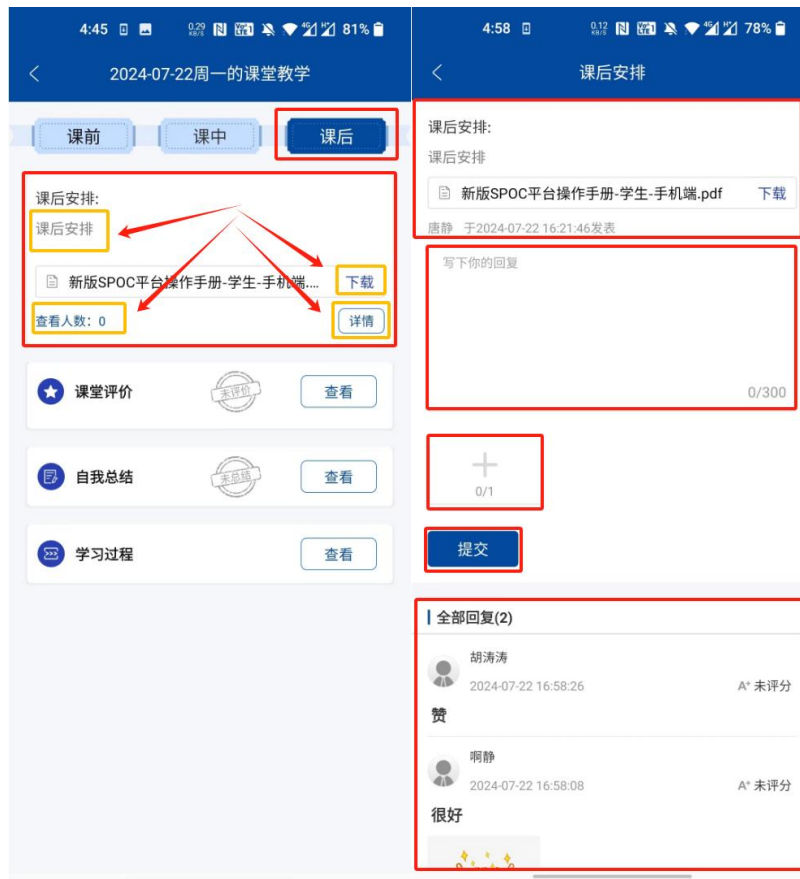 4:45 0.29 KB/S 81%
2024-07-22周一的课堂教学
课前 课中 课后
课后安排:
课后安排
新版SPOC平台操作手册-学生-手机端.... 下载
查看人数: 0 详情
课堂评价 未评价 查看
自我总结 未总结 查看
学习过程 查看
4:58 0.12 KB/S 78%
课后安排
课后安排:
课后安排
新版SPOC平台操作手册-学生-手机端.pdf 下载
唐静 于2024-07-22 16:21:46发表
写下你的回复
0/300
0/1
提交
全部回复(2)
胡涛涛
2024-07-22 16:58:26 A+ 未评分
赞
啊静
2024-07-22 16:58:08 A+ 未评分
很好